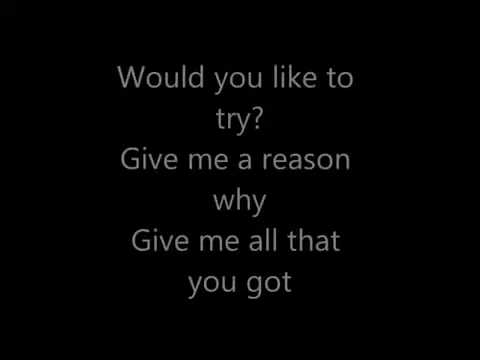 Would you like to
try?
Give me a reason
why
Give me all that
you got